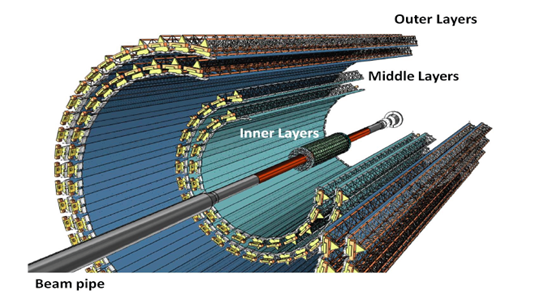 Outer Layers
Middle Layers
Inner Layers
Beam pipe